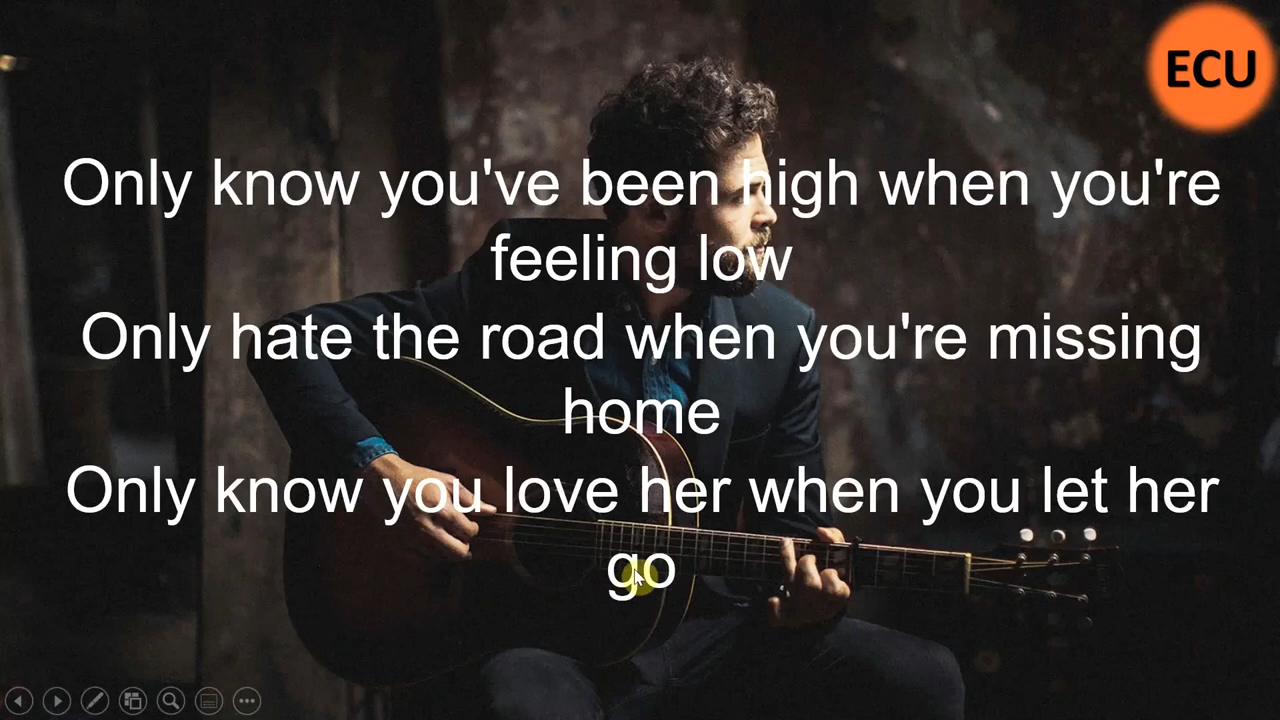 ECU
Only know you've been high when you're
feeling low
Only hate the road when you're missing
home
Only know you love her when you let her
go